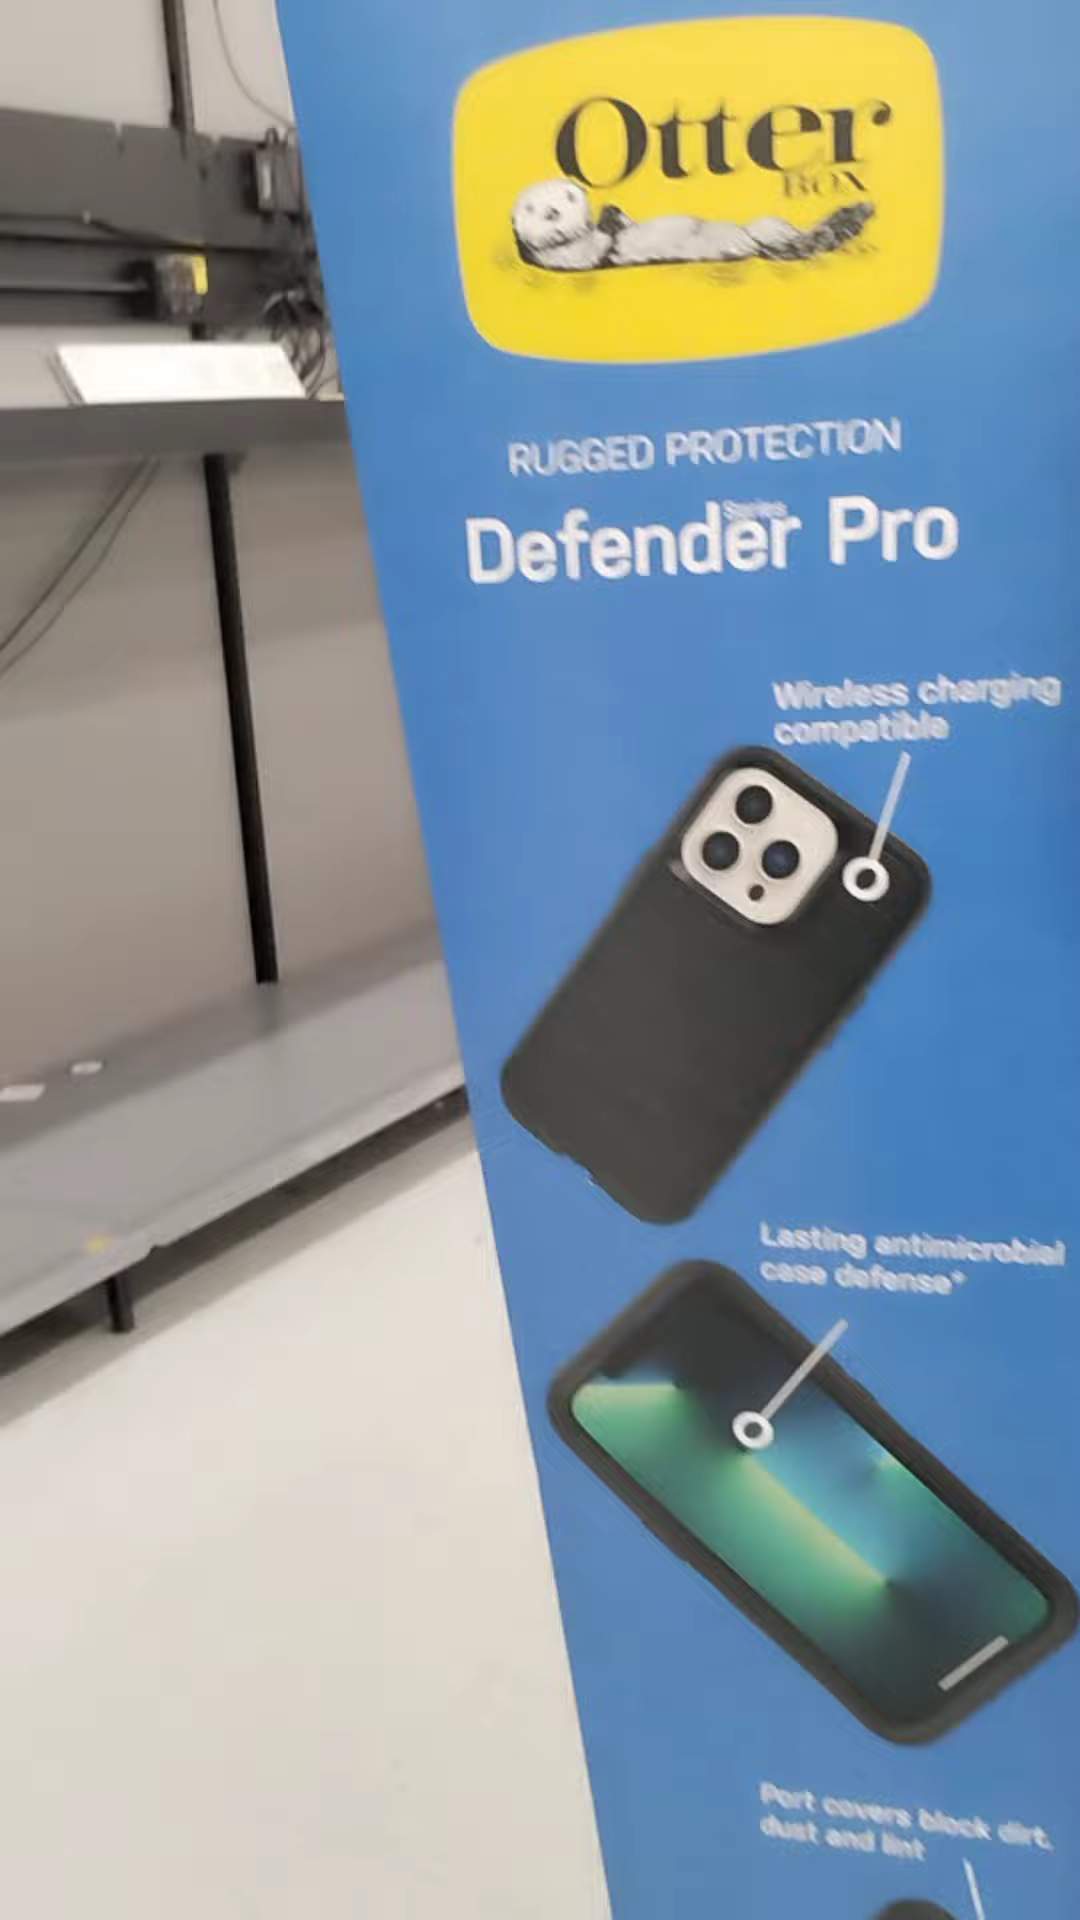 Otter
BOX
RUGGED PROTECTION
Series
Defender Pro
Wireless charging
compatible
Lasting antimicrobial
case defense*
Port covers block dirt,
dust and lint